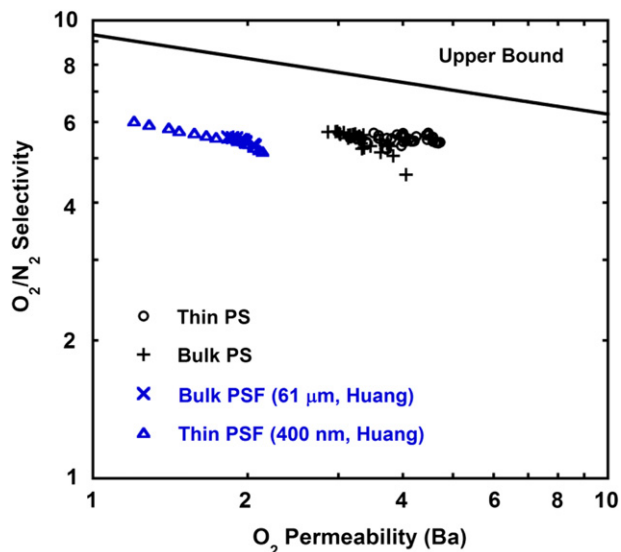 10
8
6
4
2
1
O2/N2 Selectivity
Upper Bound
Thin PS
Bulk PS
Bulk PSF (61 μm, Huang)
Thin PSF (400 nm, Huang)
1 2 4 6 8 10
O2 Permeability (Ba)